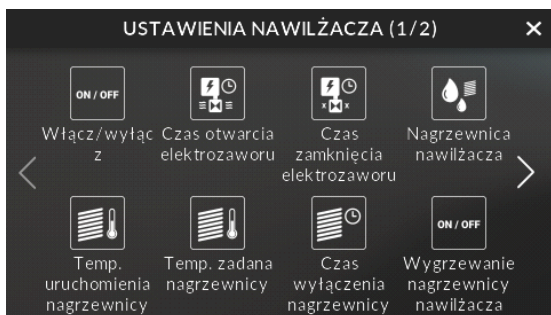 USTAWIENIA NAWILŻACZA (1/2)
ON / OFF
Włącz/wyłąc
z
Czas otwarcia
elektrozaworu
Czas
zamknięcia
elektrozaworu
Nagrzewnica
nawilżacza
Temp.
uruchomienia
nagrzewnicy
Temp. zadana
nagrzewnicy
Czas
wyłączenia
nagrzewnicy
ON / OFF
Wygrzewanie
nagrzewnicy
nawilżacza